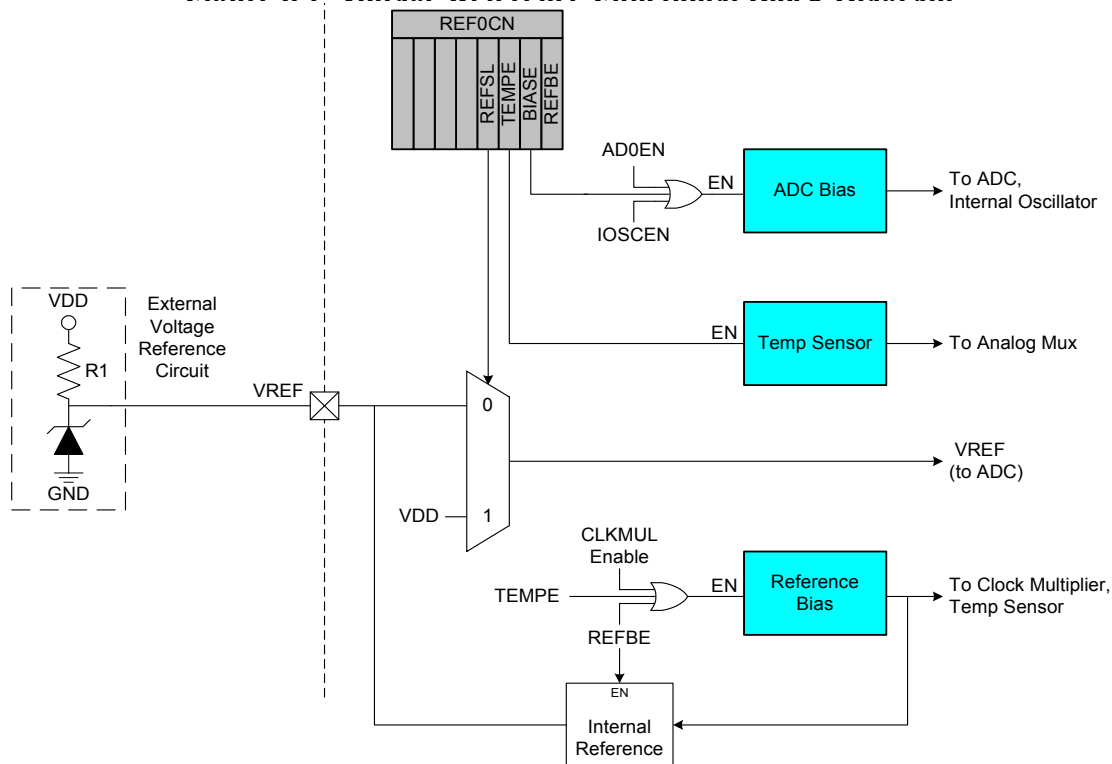 REF0CN
REFSL
TEMPE
BIASE
REFBE
AD0EN
EN
ADC Bias
To ADC,
Internal Oscillator
IOSCEN
VDD
R1
GND
External
Voltage
Reference
Circuit
EN
Temp Sensor
To Analog Mux
VREF
0
VREF
(to ADC)
VDD
1
CLKMUL
Enable
TEMPE
EN
Reference
Bias
To Clock Multiplier,
Temp Sensor
REFBE
EN
Internal
Reference